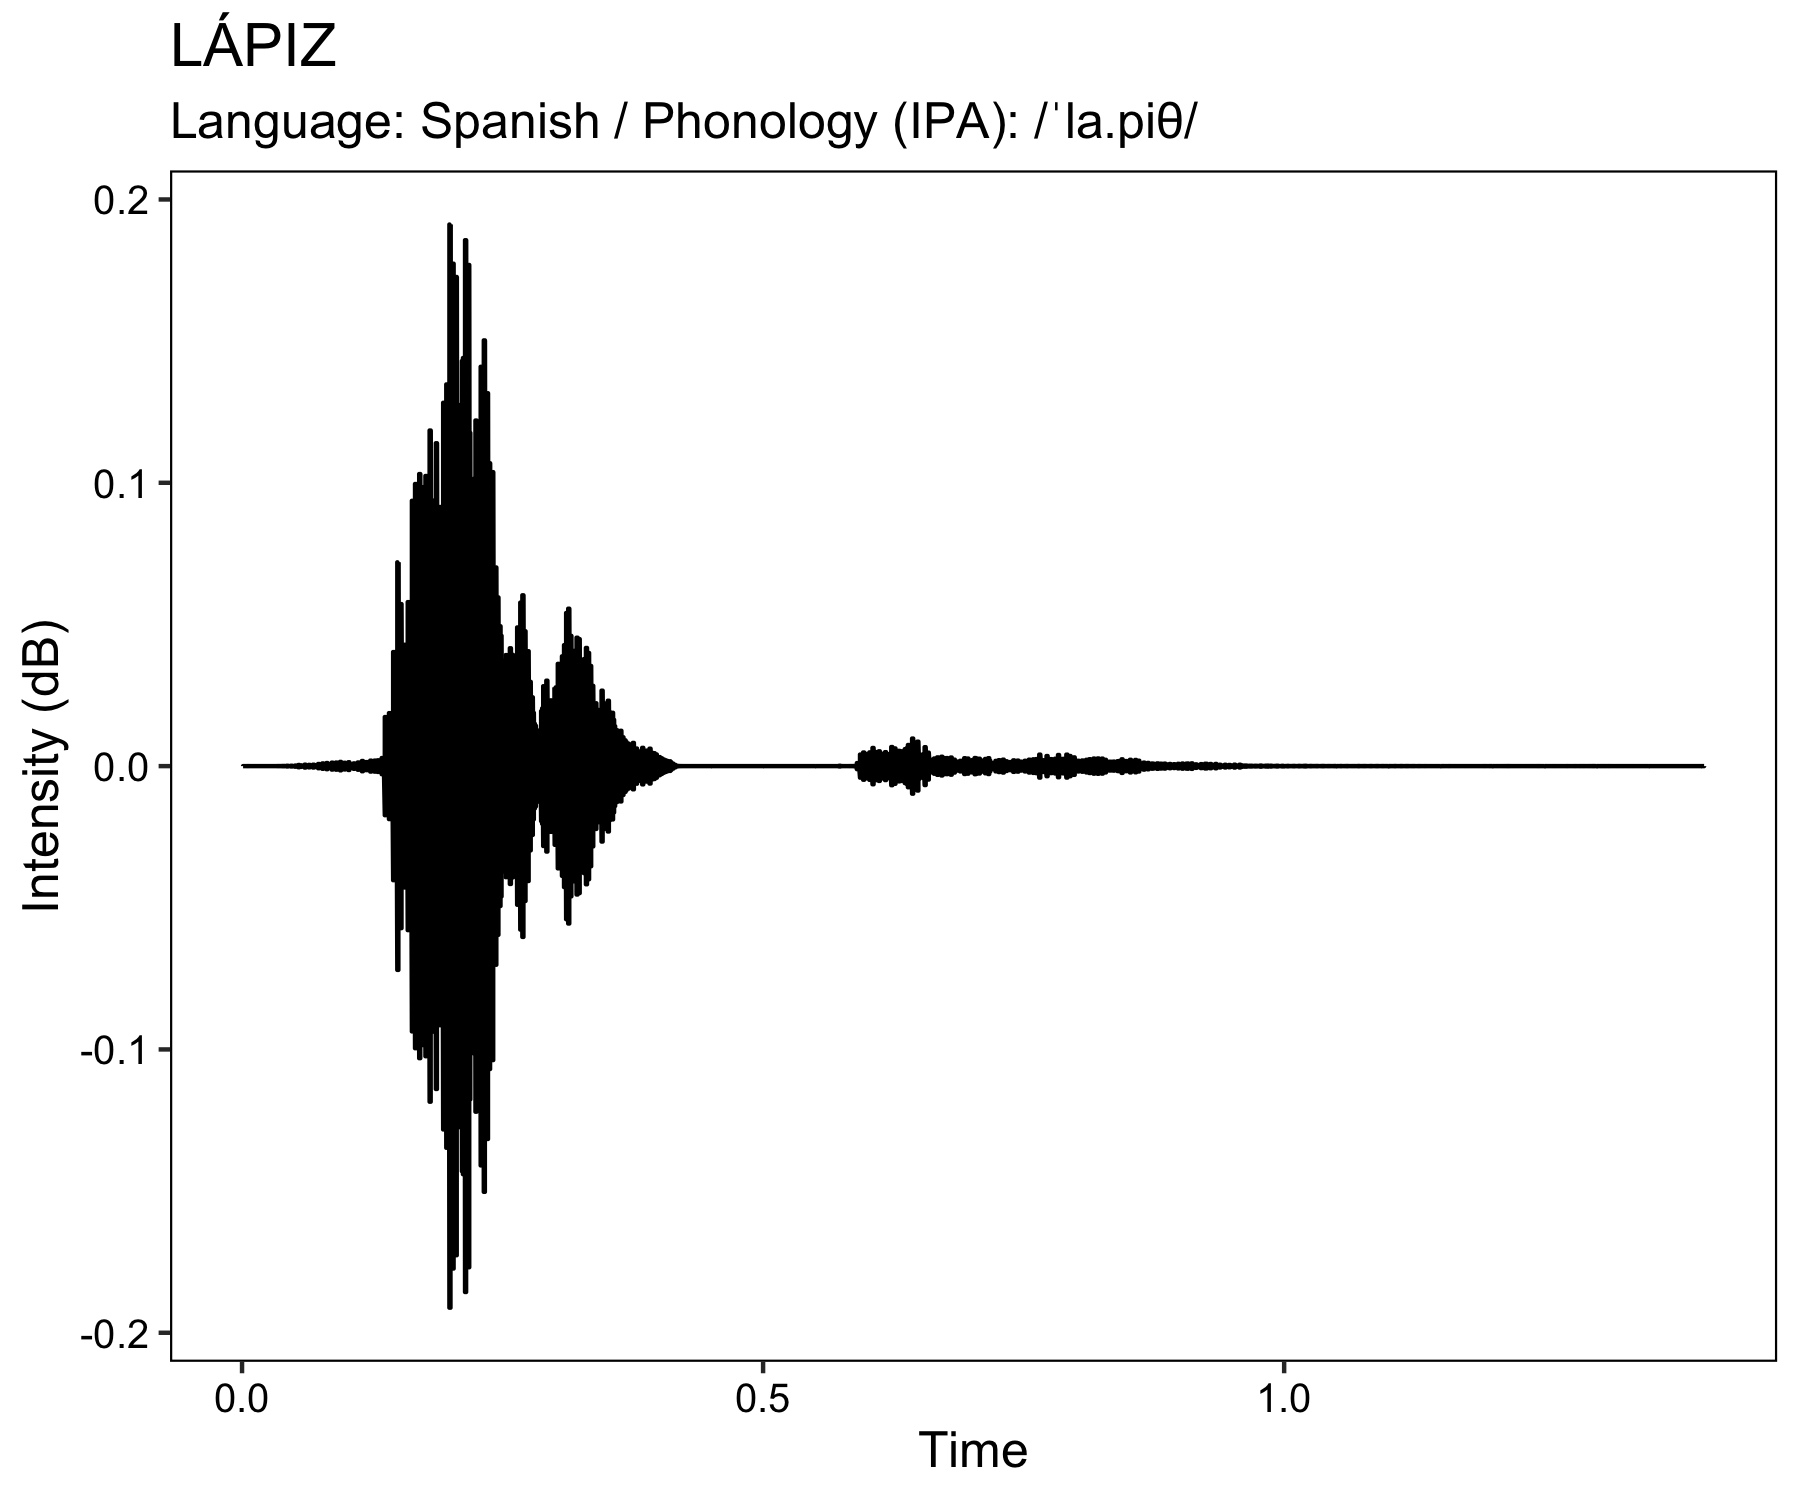 LÁPIZ
Language: Spanish / Phonology (IPA): /ˈla.piθ/
0.2
0.1
0.0
-0.1
-0.2
Intensity (dB)
0.0 0.5 1.0
Time